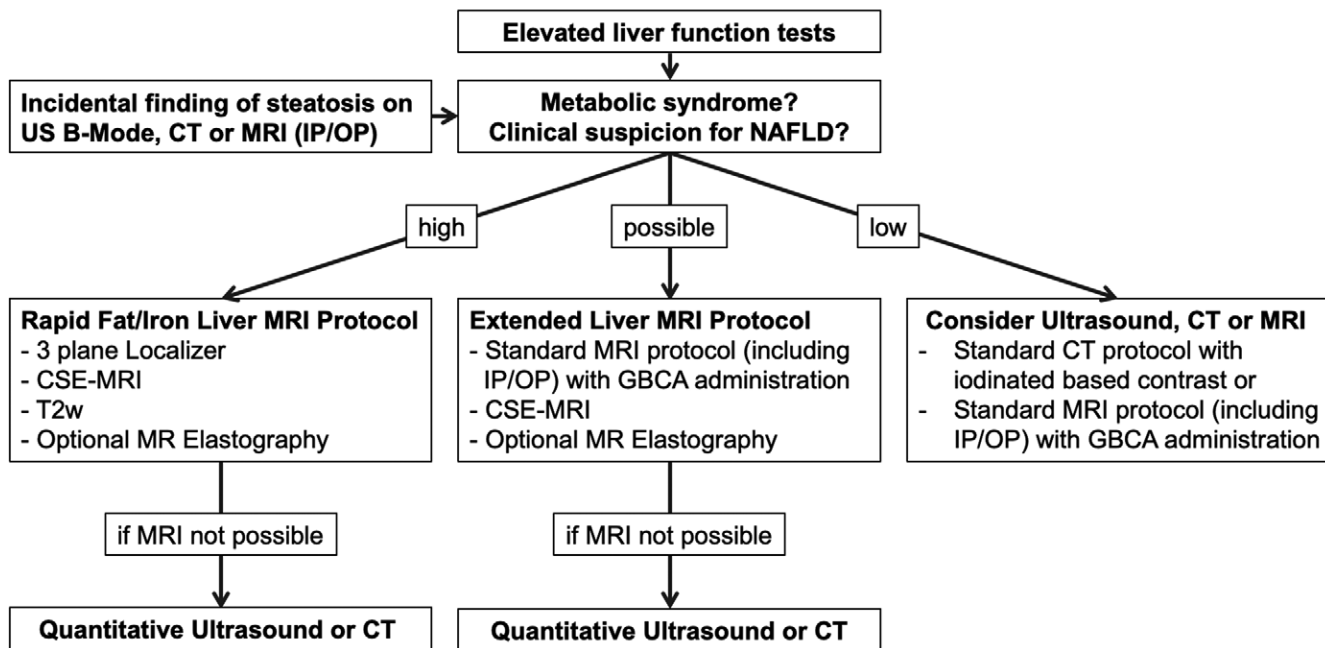 Elevated liver function tests
Incidental finding of steatosis on
US B-Mode, CT or MRI (IP/OP)
Metabolic syndrome?
Clinical suspicion for NAFLD?
high
possible
low
Rapid Fat/Iron Liver MRI Protocol
- 3 plane Localizer
- CSE-MRI
- T2w
- Optional MR Elastography
Extended Liver MRI Protocol
- Standard MRI protocol (including
IP/OP) with GBCA administration
- CSE-MRI
- Optional MR Elastography
Consider Ultrasound, CT or MRI
- Standard CT protocol with
iodinated based contrast or
- Standard MRI protocol (including
IP/OP) with GBCA administration
if MRI not possible
if MRI not possible
Quantitative Ultrasound or CT
Quantitative Ultrasound or CT